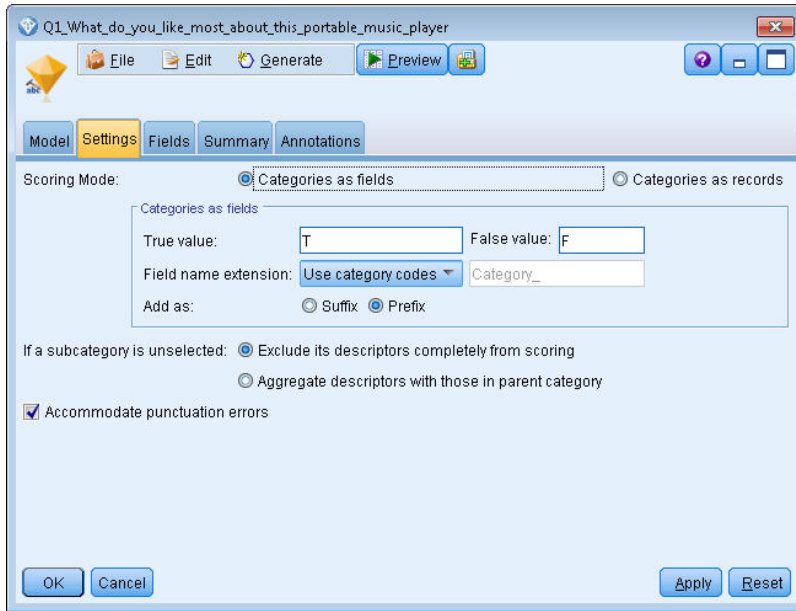 Q1_What_do_you_like_most_about_this_portable_music_player
File Edit Generate Preview
abc
Model Settings Fields Summary Annotations
Scoring Mode: Categories as fields Categories as records
Categories as fields
True value: T False value: F
Field name extension: Use category codes Category_
Add as: Suffix Prefix
If a subcategory is unselected: Exclude its descriptors completely from scoring
Aggregate descriptors with those in parent category
Accommodate punctuation errors
OK Cancel Apply Reset